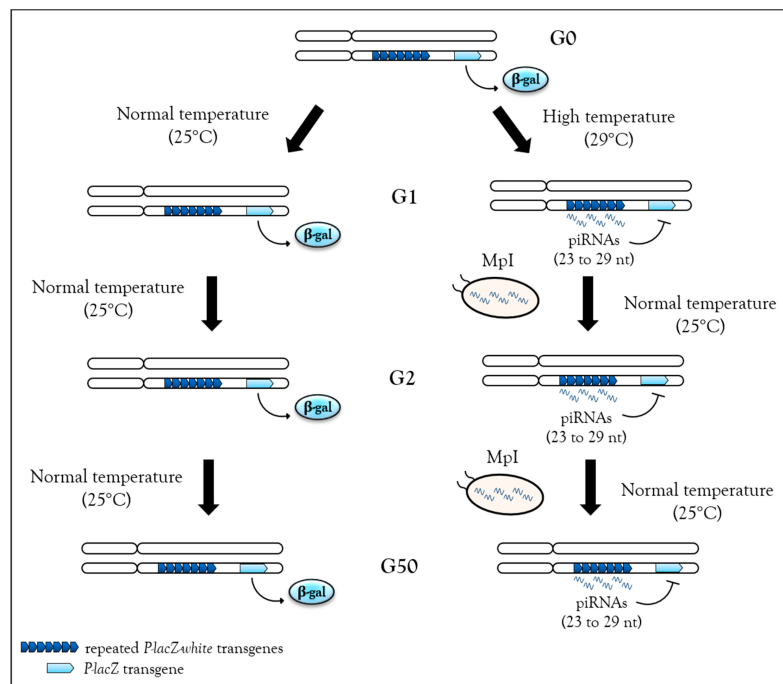 G0
β-gal
Normal temperature
(25°C)
High temperature
(29°C)
G1
β-gal
piRNAs
(23 to 29 nt)
MpI
Normal temperature
(25°C)
Normal temperature
(25°C)
G2
β-gal
piRNAs
(23 to 29 nt)
MpI
Normal temperature
(25°C)
Normal temperature
(25°C)
G50
β-gal
piRNAs
(23 to 29 nt)
repeated P-lacZ-white transgenes
P-lacZ transgene